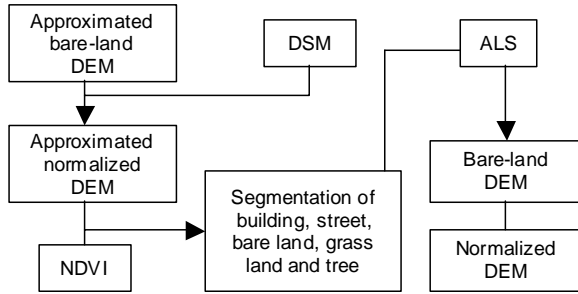 Approximated
bare-land
DEM
DSM
ALS
Approximated
normalized
DEM
Segmentation of
building, street,
bare land, grass
land and tree
Bare-land
DEM
NDVI
Normalized
DEM